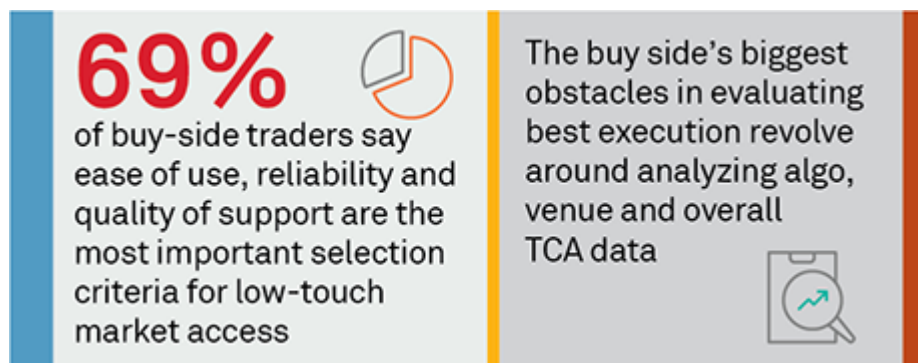 69%
of buy-side traders say
ease of use, reliability and
quality of support are the
most important selection
criteria for low-touch
market access
The buy side's biggest
obstacles in evaluating
best execution revolve
around analyzing algo,
venue and overall
TCA data